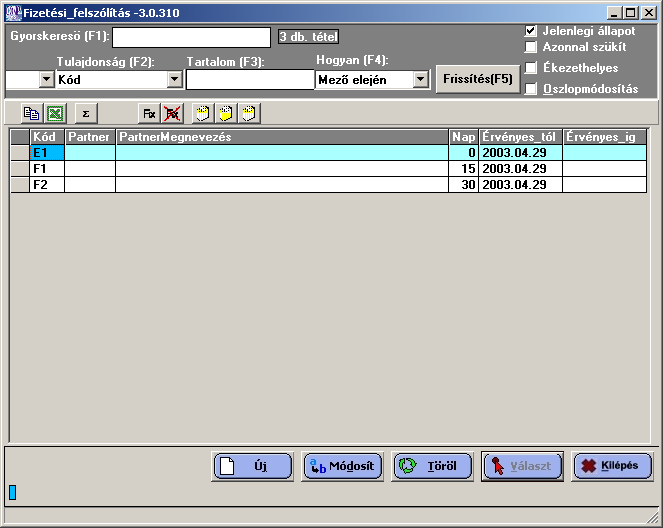 Fizetési_felszólítás -3.0.310
Gyorskereső (F1):
3 db. tétel
Jelenlegi állapot
Azonnal szűkít
Tulajdonság (F2):
Tartalom (F3):
Hogyan (F4):
Ékezethelyes
Kód
Mező elején
Frissítés(F5)
Oszlopmódosítás
Σ
Fx
Fx
Kód Partner PartnerMegnevezés Nap Érvényes_tól Érvényes_ig
E1 0 2003.04.29
F1 15 2003.04.29
F2 30 2003.04.29
Új
a b Módosít
Töröl
Választ
Kilépés